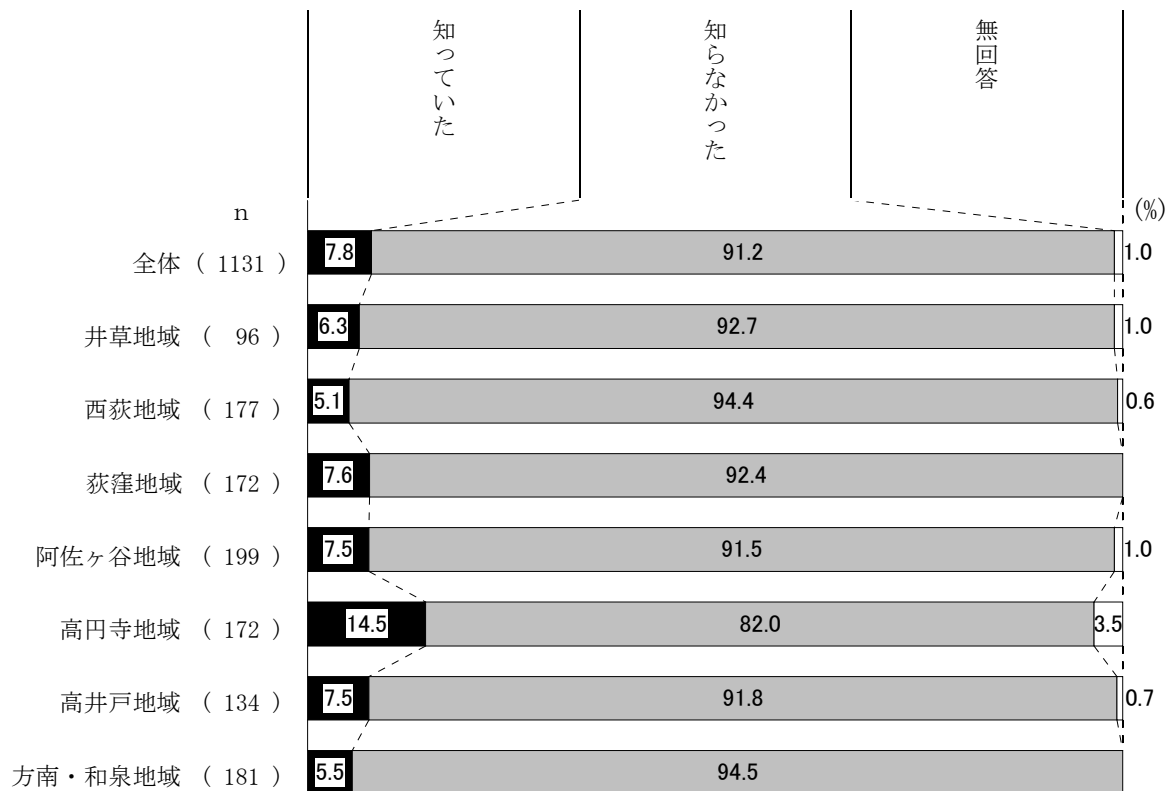 知っていた
知らなかった
無回答
n
(%)
全体 ( 1131 ) 7.8 91.2 1.0
井草地域 ( 96 ) 6.3 92.7 1.0
西荻地域 ( 177 ) 5.1 94.4 0.6
荻窪地域 ( 172 ) 7.6 92.4
阿佐ヶ谷地域 ( 199 ) 7.5 91.5 1.0
高円寺地域 ( 172 ) 14.5 82.0 3.5
高井戸地域 ( 134 ) 7.5 91.8 0.7
方南・和泉地域 ( 181 ) 5.5 94.5